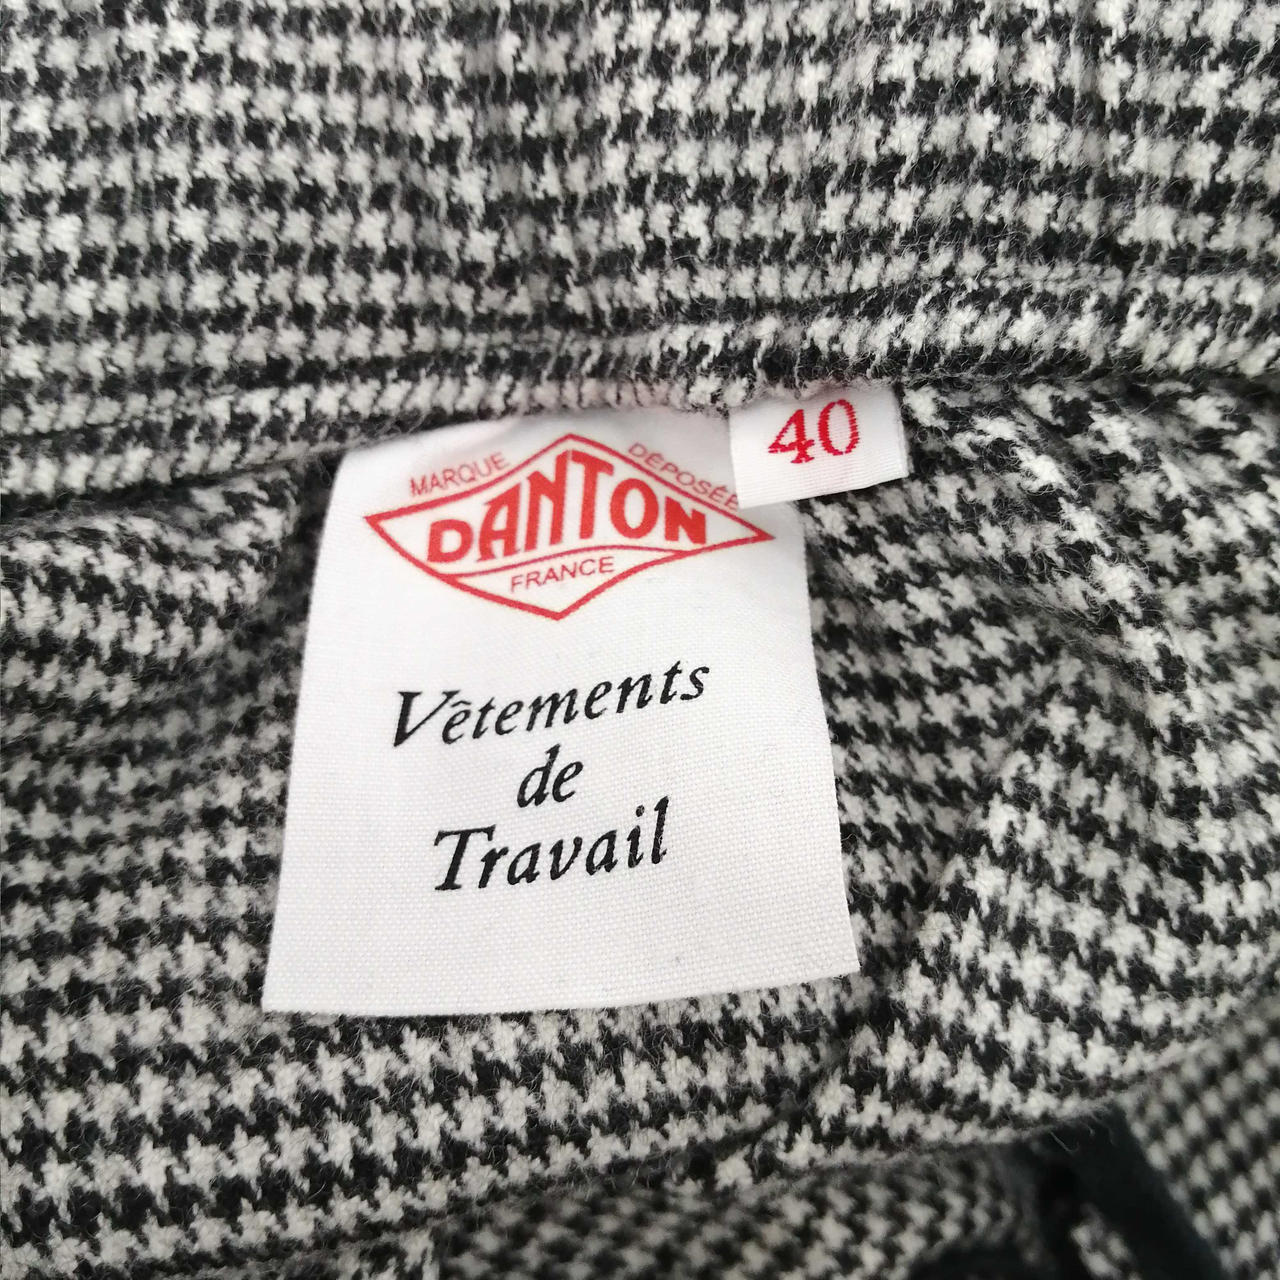 40
MARQUE DÉPOSÉE
DANTON
FRANCE
Vêtements
de
Travail